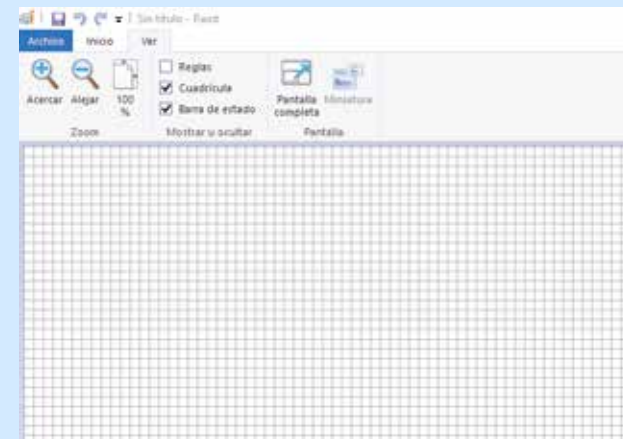 Sin título - Paint
Archivo Inicio Ver
Acercar Alejar 100 %
Reglas
Cuadrícula
Barra de estado
Pantalla completa
Miniatura
Zoom Mostrar u ocultar Pantalla